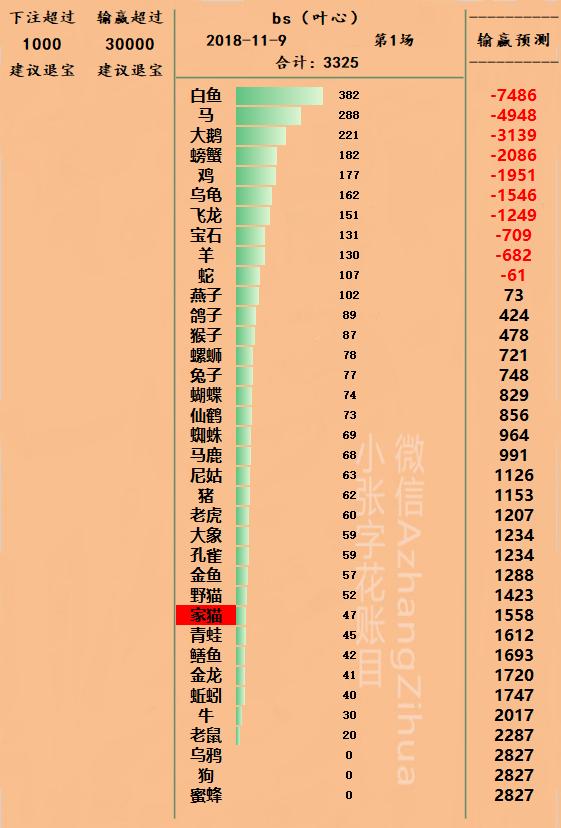 下注超过 输赢超过
1000 30000
建议退宝 建议退宝
bs（叶心）
2018-11-9 第1场
合计：3325
----------
输赢预测
----------
白鱼 382 -7486
马 288 -4948
大鹅 221 -3139
螃蟹 182 -2086
鸡 177 -1951
乌龟 162 -1546
飞龙 151 -1249
宝石 131 -709
羊 130 -682
蛇 107 -61
燕子 102 73
鸽子 89 424
猴子 87 478
螺蛳 78 721
兔子 77 748
蝴蝶 74 829
仙鹤 73 856
蜘蛛 69 964
马鹿 68 991
尼姑 63 1126
猪 62 1153
老虎 60 1207
大象 59 1234
孔雀 59 1234
金鱼 57 1288
野猫 52 1423
家猫 47 1558
青蛙 45 1612
鳝鱼 42 1693
金龙 41 1720
蚯蚓 40 1747
牛 30 2017
老鼠 20 2287
乌鸦 0 2827
狗 0 2827
蜜蜂 0 2827
微信AzhangZihua
小张字花账目